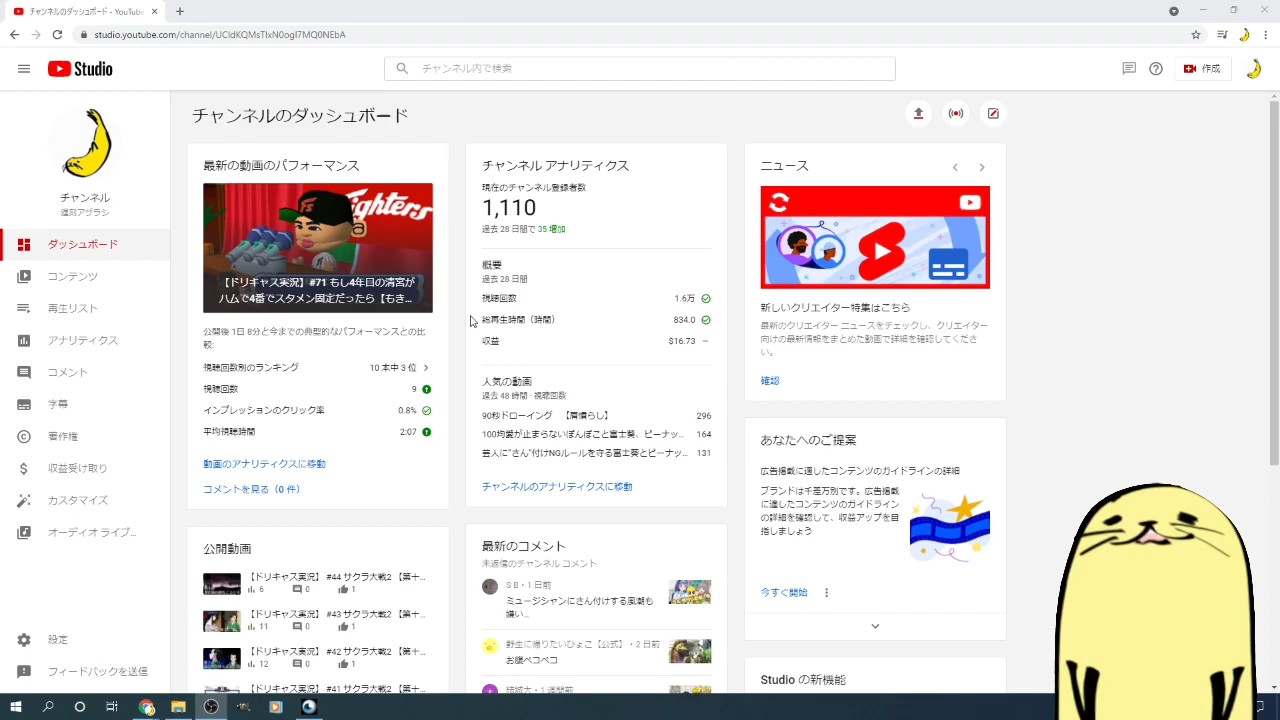 チャンネルのダッシュボード - YouTube
studio.youtube.com/channel/UCIdKQMsTIxN0ogI7MQ0NEbA
Studio
チャンネル内で検索
作成
チャンネル
遅刻アザラシ
ダッシュボード
コンテンツ
再生リスト
アナリティクス
コメント
字幕
著作権
収益受け取り
カスタマイズ
オーディオ ライブ...
設定
フィードバックを送信
チャンネルのダッシュボード
最新の動画のパフォーマンス
Fighters
【ドリキャス実況】#71 もし4年目の清宮が
ハムで4番でスタメン固定だったら【もき...
公開後 1日 8分と今までの典型的なパフォーマンスとの比
較:
視聴回数別のランキング 10 本中 3 位
視聴回数 9
インプレッションのクリック率 0.8%
平均視聴時間 2:07
動画のアナリティクスに移動
コメントを見る（0 件）
公開動画
【ドリキャス実況】 #44 サクラ大戦2 【第十...
6 0 1
【ドリキャス実況】 #43 サクラ大戦2 【第十...
11 0 1
【ドリキャス実況】 #42 サクラ大戦2 【第十...
12 0 1
【ドリキャス実況】 #41 サクラ大戦2 【第十...
チャンネル アナリティクス
現在のチャンネル登録者数
1,110
過去 28 日間で 35 増加
概要
過去 28 日間
視聴回数 1.6万
総再生時間（時間） 834.0
収益 $16.73 –
人気の動画
過去 48 時間・視聴回数
90秒ドローイング 【肩慣らし】 296
100均愛が止まらないぽんぽこと富士葵、ピーナッ... 164
芸人に"さん"付けNGルールを守る富士葵とピーナッ... 131
チャンネルのアナリティクスに移動
最新のコメント
未返信のチャンネル コメント
S B・1 日前
ミュージシャンにさん付けする風潮も
嫌い...
野生に帰りたいひょこ【公式】・2 日前
お腹ペコペコ
結城太・1 週間前
ニュース
新しいクリエイター特集はこちら
最新のクリエイター ニュースをチェックし、クリエイター
向けの最新情報をまとめた動画で詳細を確認してくださ
い。
確認
あなたへのご提案
広告掲載に適したコンテンツのガイドラインの詳細
ブランドは千差万別です。広告掲載
に適したコンテンツのガイドライン
の詳細を確認して、収益アップを目
指しましょう
今すぐ開始
Studio の新機能